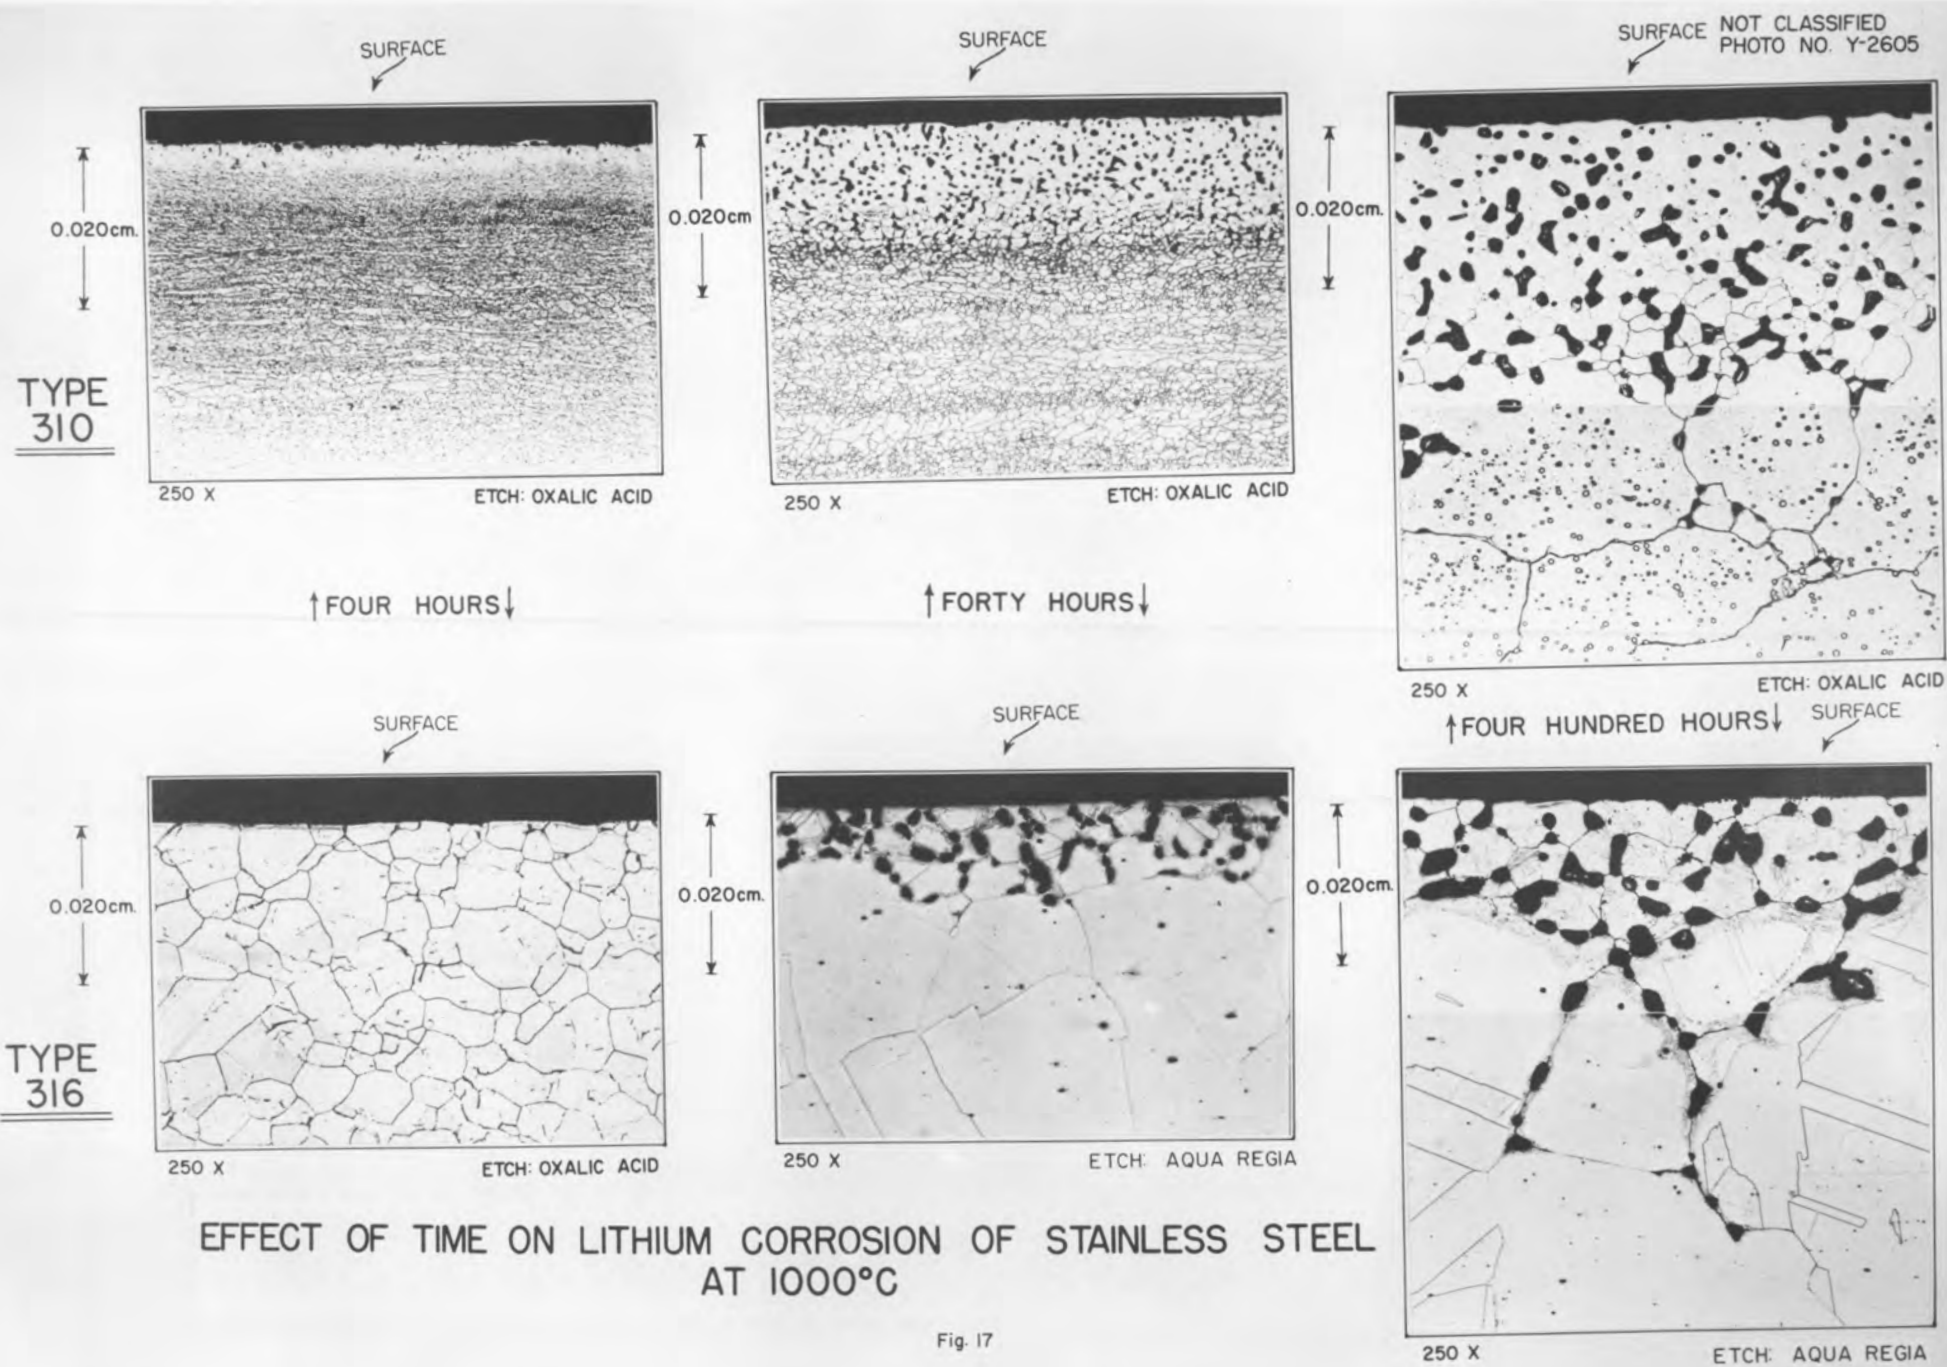 SURFACE
SURFACE
SURFACE
NOT CLASSIFIED
PHOTO NO. Y-2605
0.020cm.
0.020cm
0.020cm.
TYPE
310
250 X
ETCH: OXALIC ACID
250 X
ETCH: OXALIC ACID
250 X
ETCH: OXALIC ACID
↑FOUR HOURS↓
↑FORTY HOURS↓
↑FOUR HUNDRED HOURS↓
SURFACE
SURFACE
SURFACE
0.020cm.
0.020cm.
0.020cm.
TYPE
316
250 X
ETCH: OXALIC ACID
250 X
ETCH: AQUA REGIA
250 X
ETCH: AQUA REGIA
EFFECT OF TIME ON LITHIUM CORROSION OF STAINLESS STEEL
AT 1000°C
Fig. 17